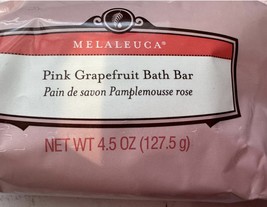 MELALEUCA®
Pink Grapefruit Bath Bar
Pain de savon Pamplemousse rose
NET WT 4.5 OZ (127.5 g)